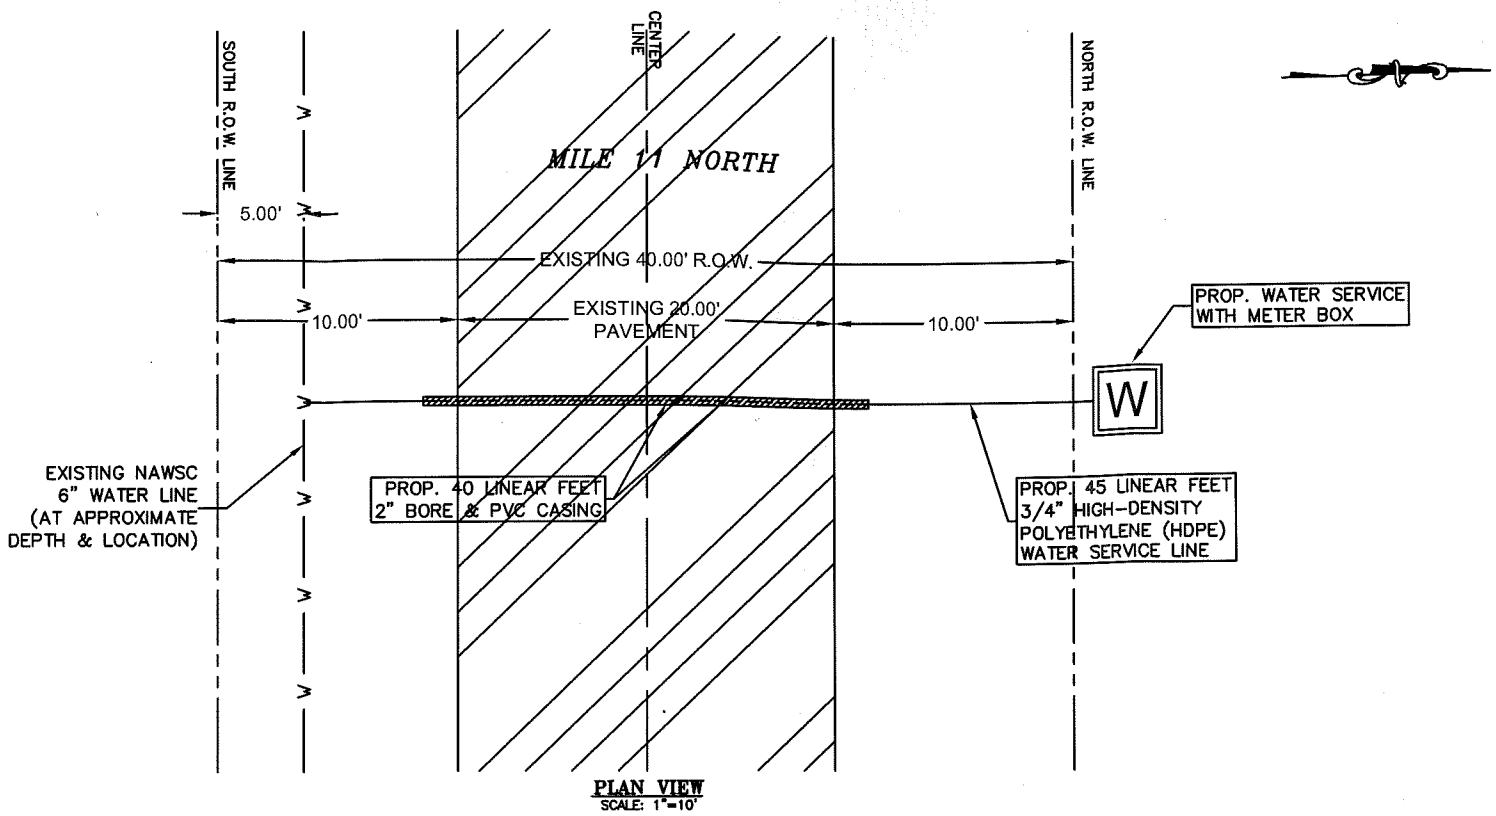 SOUTH R.O.W. LINE
CENTER
LINE
NORTH R.O.W. LINE
MILE 11 NORTH
5.00'
EXISTING 40.00' R.O.W.
10.00'
EXISTING 20.00'
PAVEMENT
10.00'
PROP. WATER SERVICE
WITH METER BOX
W
W
W
W
W
W
W
W
EXISTING NAWSC
6" WATER LINE
(AT APPROXIMATE
DEPTH & LOCATION)
PROP. 40 LINEAR FEET
2" BORE & PVC CASING
PROP. 45 LINEAR FEET
3/4" HIGH-DENSITY
POLYETHYLENE (HDPE)
WATER SERVICE LINE
PLAN VIEW
SCALE: 1"=10'